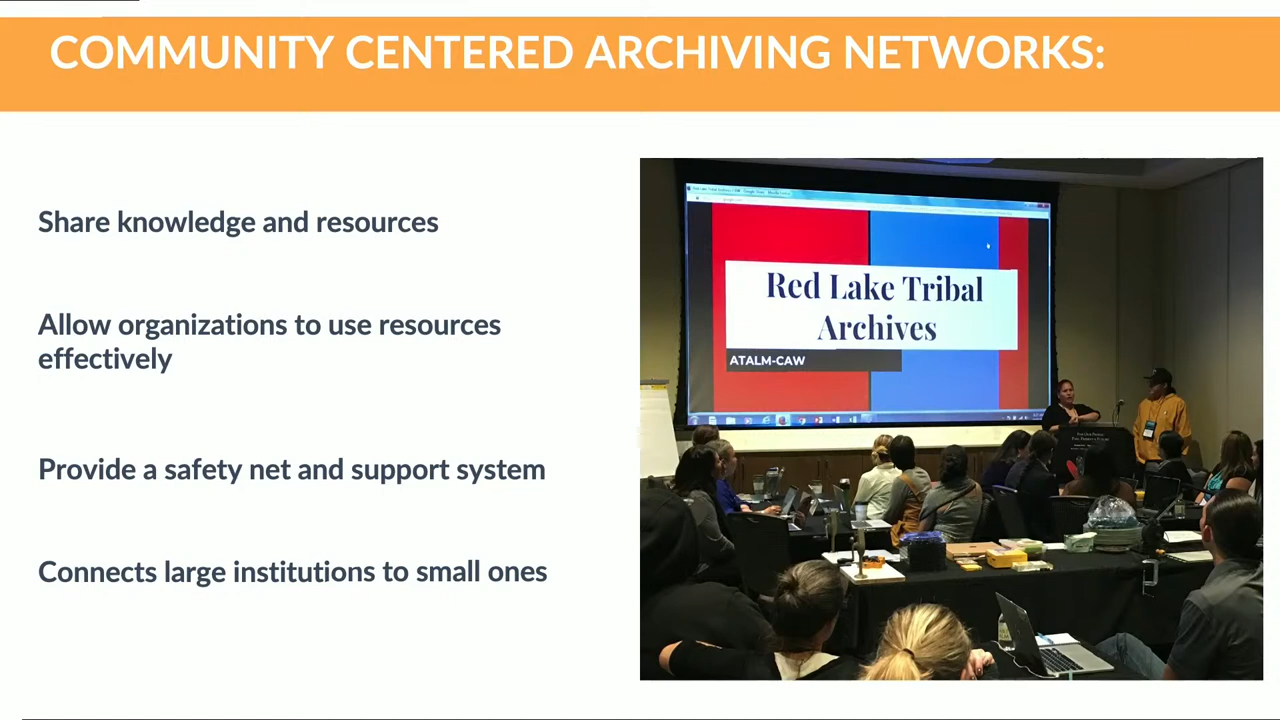 COMMUNITY CENTERED ARCHIVING NETWORKS:
Share knowledge and resources
Allow organizations to use resources
effectively
Provide a safety net and support system
Connects large institutions to small ones
Red Lake Tribal
Archives
ATALM-CAW